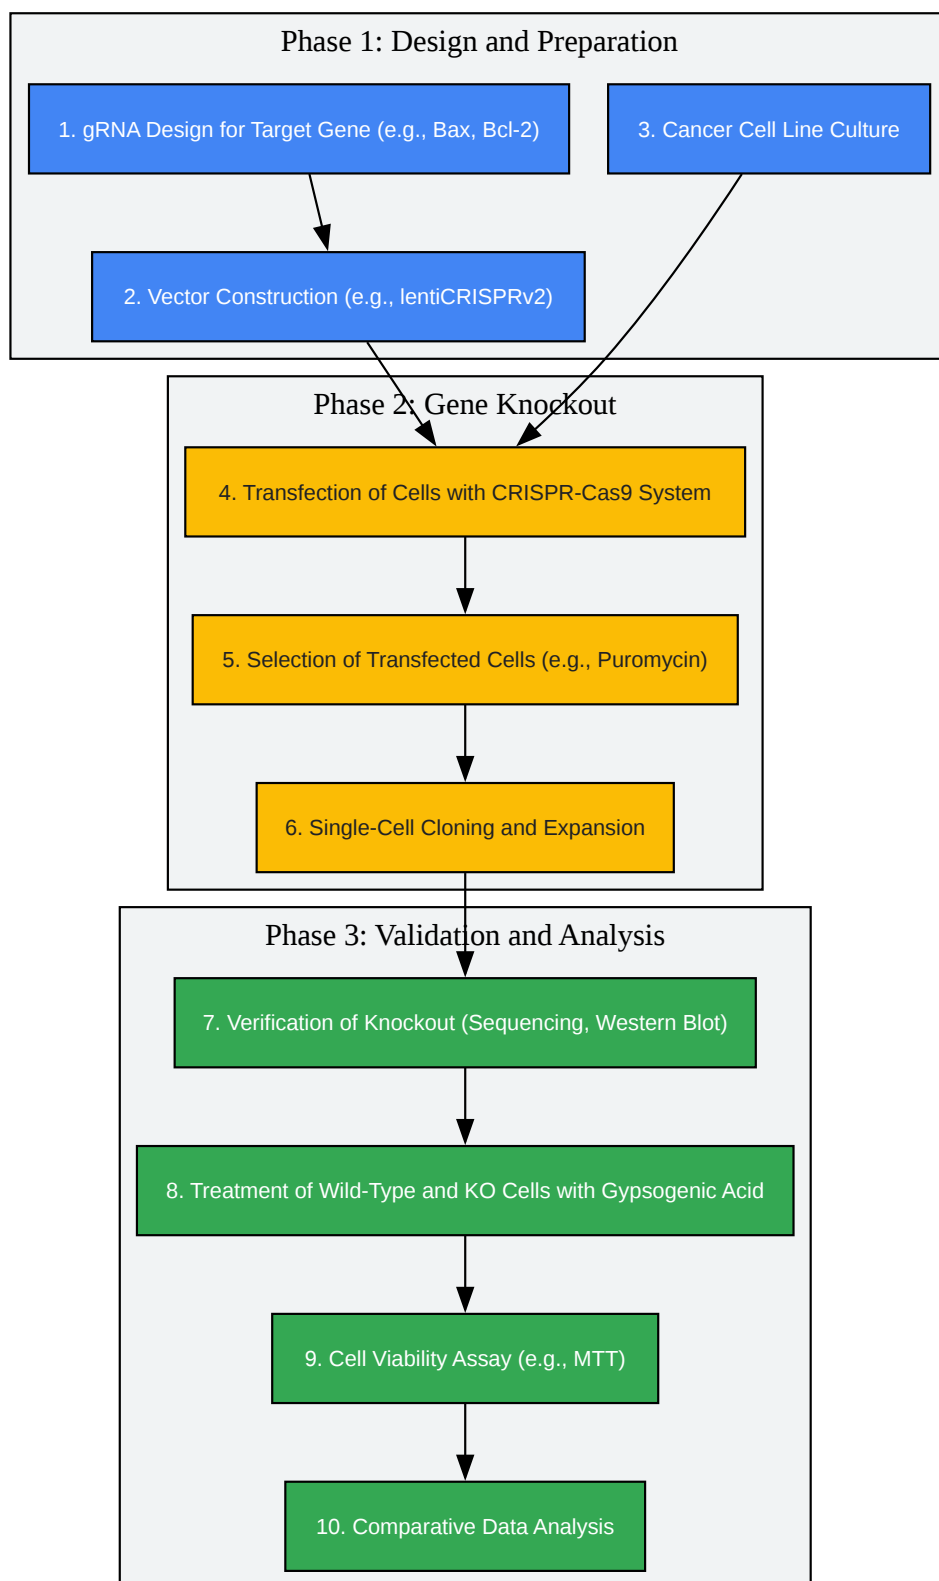 Phase 1: Design and Preparation
1. gRNA Design for Target Gene (e.g., Bax, Bcl-2)
3. Cancer Cell Line Culture
2. Vector Construction (e.g., lentiCRISPRv2)
Phase 2: Gene Knockout
4. Transfection of Cells with CRISPR-Cas9 System
5. Selection of Transfected Cells (e.g., Puromycin)
6. Single-Cell Cloning and Expansion
Phase 3: Validation and Analysis
7. Verification of Knockout (Sequencing, Western Blot)
8. Treatment of Wild-Type and KO Cells with Gypsogenic Acid
9. Cell Viability Assay (e.g., MTT)
10. Comparative Data Analysis